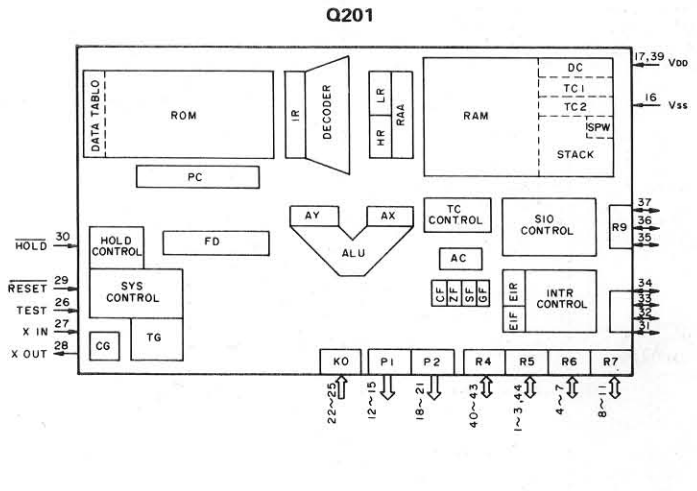 Q201
17,39
VDD
16
Vss
DATA TABLO
ROM
IR
DECODER
LR
HR
RAA
RAM
DC
TC1
TC2
SPW
STACK
PC
AY
AX
ALU
TC
CONTROL
SIO
CONTROL
R9
37
36
35
30
HOLD
HOLD
CONTROL
FD
AC
29
RESET
SYS
CONTROL
26
TEST
27
X IN
28
X OUT
CG
TG
CF
ZF
SF
GF
EIR
EIF
INTR
CONTROL
34
33
32
31
KO
P1
P2
R4
R5
R6
R7
22~25
12~15
18~21
40~43
1~3,44
4~7
8~11